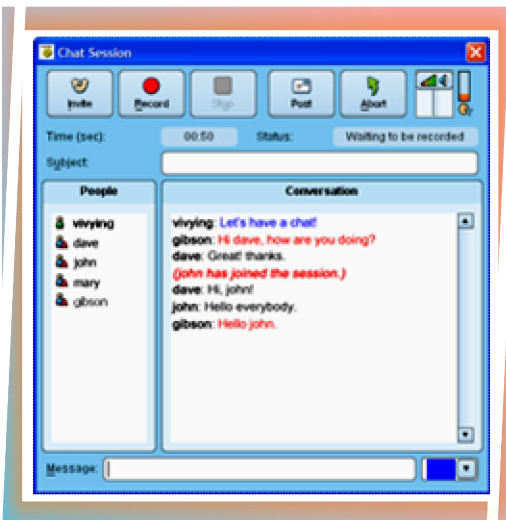 Chat Session
Invite Record Stop Post Abort
Time (sec): 00:50 Status: Waiting to be recorded
Subject:
People
vivying
dave
john
mary
gibson
Conversation
vivying: Let's have a chat!
gibson: Hi dave, how are you doing?
dave: Great! thanks.
(john has joined the session.)
dave: Hi, john!
john: Hello everybody.
gibson: Hello john.
Message: